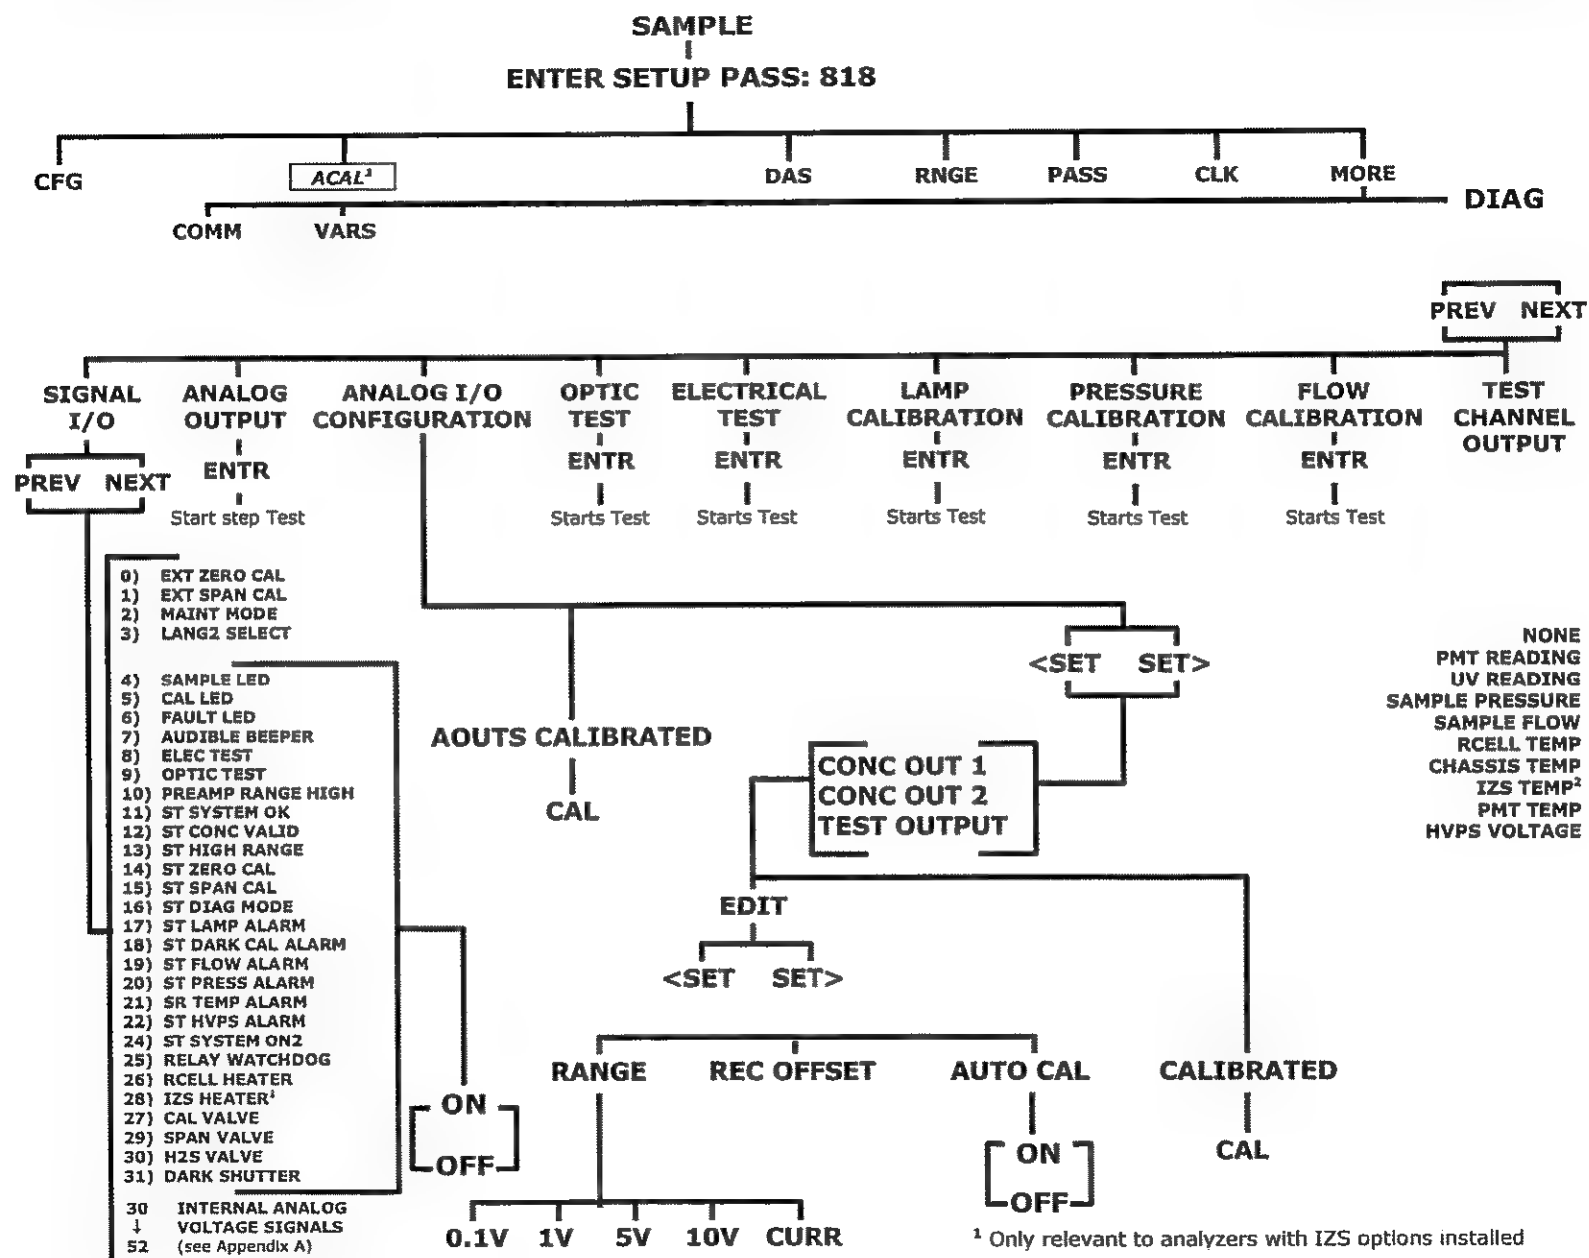 SAMPLE
ENTER SETUP PASS: 818
CFG
ACAL¹
DAS
RNGE
PASS
CLK
MORE
COMM
VARS
DIAG
PREV NEXT
SIGNAL
I/O
PREV NEXT
ANALOG
OUTPUT
ENTR
Start step Test
ANALOG I/O
CONFIGURATION
OPTIC
TEST
ENTR
Starts Test
ELECTRICAL
TEST
ENTR
Starts Test
LAMP
CALIBRATION
ENTR
Starts Test
PRESSURE
CALIBRATION
ENTR
Starts Test
FLOW
CALIBRATION
ENTR
Starts Test
TEST
CHANNEL
OUTPUT
0) EXT ZERO CAL
1) EXT SPAN CAL
2) MAINT MODE
3) LANG2 SELECT
4) SAMPLE LED
5) CAL LED
6) FAULT LED
7) AUDIBLE BEEPER
8) ELEC TEST
9) OPTIC TEST
10) PREAMP RANGE HIGH
11) ST SYSTEM OK
12) ST CONC VALID
13) ST HIGH RANGE
14) ST ZERO CAL
15) ST SPAN CAL
16) ST DIAG MODE
17) ST LAMP ALARM
18) ST DARK CAL ALARM
19) ST FLOW ALARM
20) ST PRESS ALARM
21) SR TEMP ALARM
22) ST HVPS ALARM
24) ST SYSTEM ON2
25) RELAY WATCHDOG
26) RCELL HEATER
28) IZS HEATER¹
27) CAL VALVE
29) SPAN VALVE
30) H2S VALVE
31) DARK SHUTTER
30 INTERNAL ANALOG
↓ VOLTAGE SIGNALS
52 (see Appendix A)
ON
OFF
AOUTS CALIBRATED
CAL
<SET SET>
CONC OUT 1
CONC OUT 2
TEST OUTPUT
EDIT
<SET SET>
RANGE
REC OFFSET
AUTO CAL
CALIBRATED
ON
OFF
CAL
0.1V 1V 5V 10V CURR
NONE
PMT READING
UV READING
SAMPLE PRESSURE
SAMPLE FLOW
RCELL TEMP
CHASSIS TEMP
IZS TEMP²
PMT TEMP
HVPS VOLTAGE
¹ Only relevant to analyzers with IZS options installed